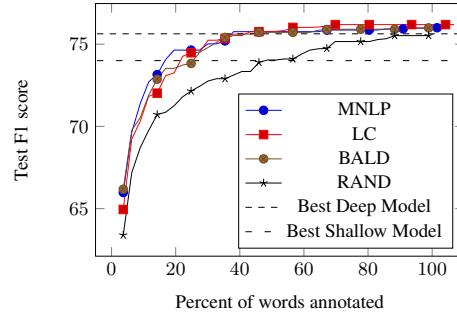 75
70
65
Test F1 score
MNLP
LC
BALD
RAND
Best Deep Model
Best Shallow Model
0 20 40 60 80 100
Percent of words annotated